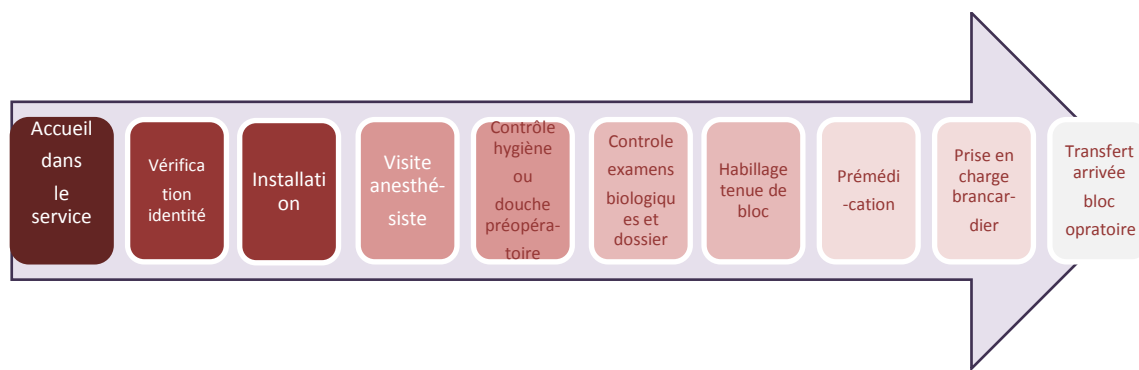 Accueil
dans
le
service
Vérifica
tion
identité
Installati
on
Visite
anesthé-
siste
Contrôle
hygiène
ou
douche
préopéra-
toire
Controle
examens
biologiqu
es et
dossier
Habillage
tenue de
bloc
Prémédi
-cation
Prise en
charge
brancar-
dier
Transfert
arrivée
bloc
opratoire